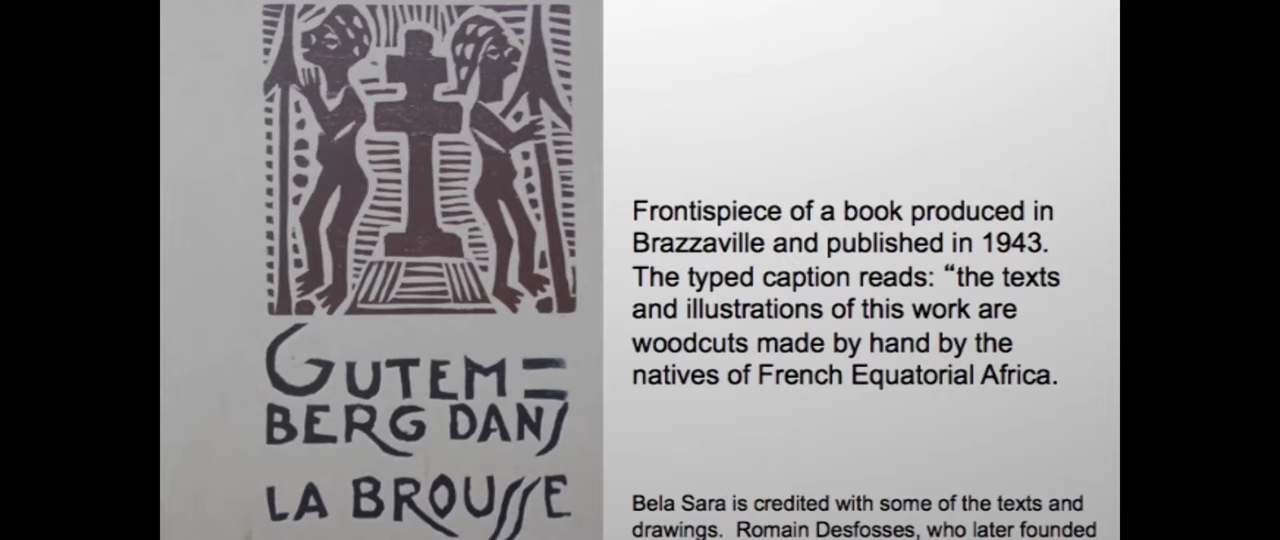 GUTEM=
BERG DANS
LA BROUSSE
Frontispiece of a book produced in
Brazzaville and published in 1943.
The typed caption reads: “the texts
and illustrations of this work are
woodcuts made by hand by the
natives of French Equatorial Africa.
Bela Sara is credited with some of the texts and
drawings. Romain Desfosses, who later founded